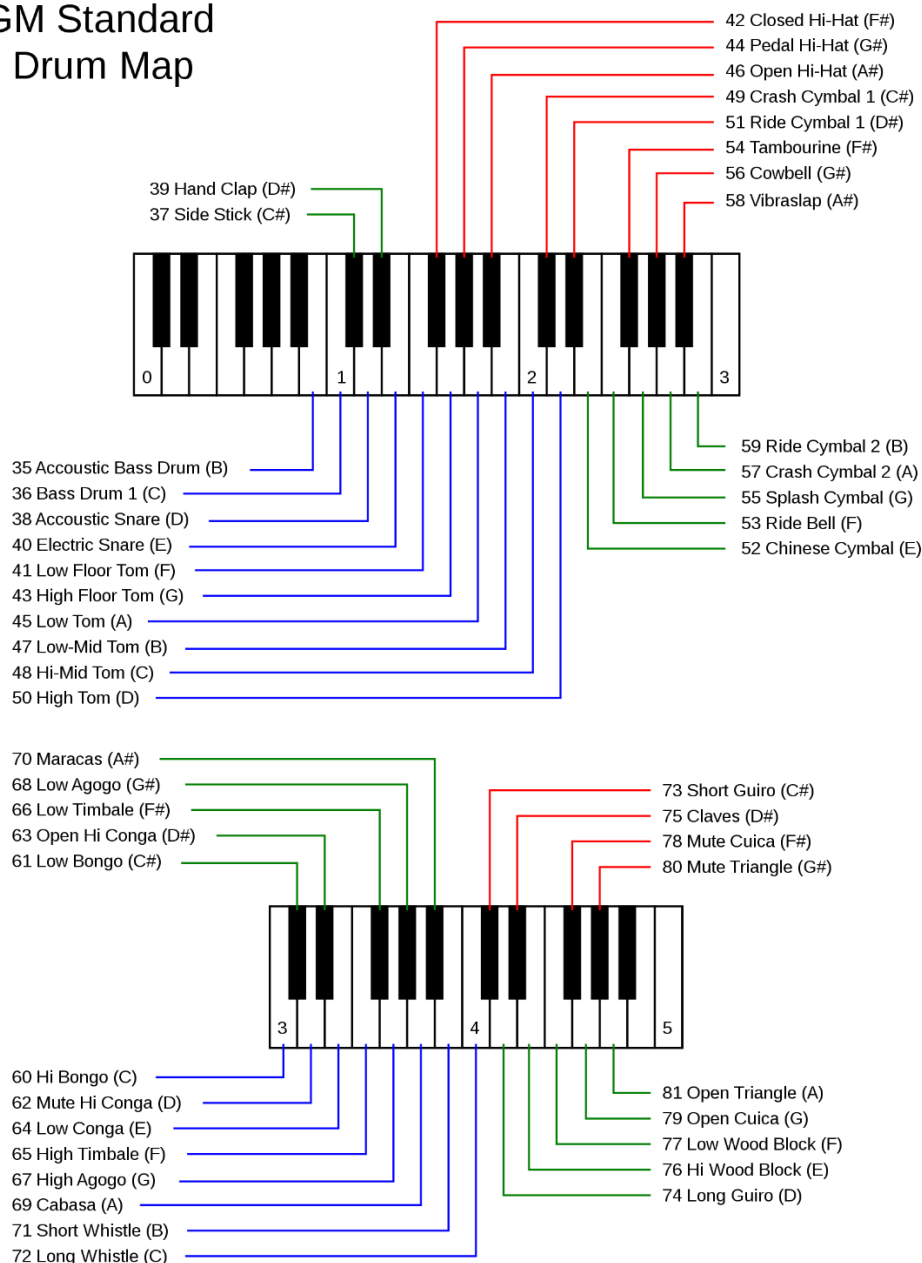 GM Standard
Drum Map
42 Closed Hi-Hat (F#)
44 Pedal Hi-Hat (G#)
46 Open Hi-Hat (A#)
49 Crash Cymbal 1 (C#)
51 Ride Cymbal 1 (D#)
54 Tambourine (F#)
56 Cowbell (G#)
58 Vibraslap (A#)
39 Hand Clap (D#)
37 Side Stick (C#)
0 1 2 3
35 Accoustic Bass Drum (B)
36 Bass Drum 1 (C)
38 Accoustic Snare (D)
40 Electric Snare (E)
41 Low Floor Tom (F)
43 High Floor Tom (G)
45 Low Tom (A)
47 Low-Mid Tom (B)
48 Hi-Mid Tom (C)
50 High Tom (D)
59 Ride Cymbal 2 (B)
57 Crash Cymbal 2 (A)
55 Splash Cymbal (G)
53 Ride Bell (F)
52 Chinese Cymbal (E)
70 Maracas (A#)
68 Low Agogo (G#)
66 Low Timbale (F#)
63 Open Hi Conga (D#)
61 Low Bongo (C#)
73 Short Guiro (C#)
75 Claves (D#)
78 Mute Cuica (F#)
80 Mute Triangle (G#)
3 4 5
60 Hi Bongo (C)
62 Mute Hi Conga (D)
64 Low Conga (E)
65 High Timbale (F)
67 High Agogo (G)
69 Cabasa (A)
71 Short Whistle (B)
72 Long Whistle (C)
81 Open Triangle (A)
79 Open Cuica (G)
77 Low Wood Block (F)
76 Hi Wood Block (E)
74 Long Guiro (D)